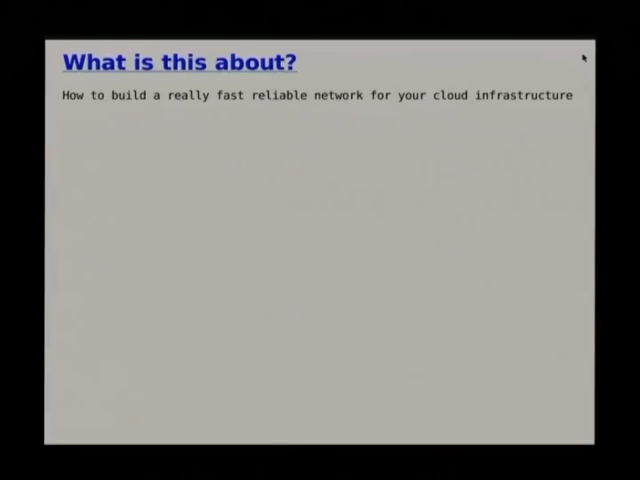 What is this about?
How to build a really fast reliable network for your cloud infrastructure